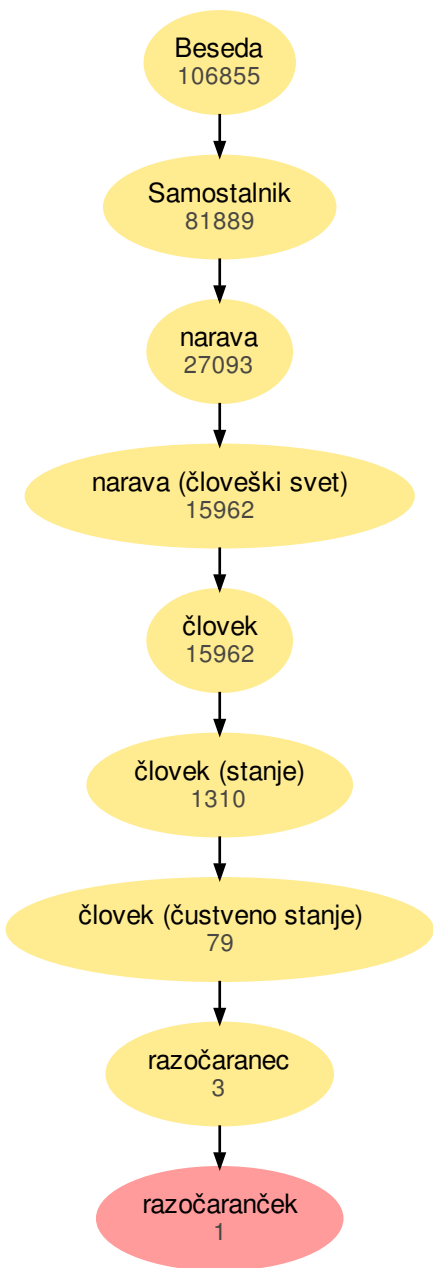 Beseda
106855
Samostalnik
81889
narava
27093
narava (človeški svet)
15962
človek
15962
človek (stanje)
1310
človek (čustveno stanje)
79
razočaranec
3
razočaranček
1